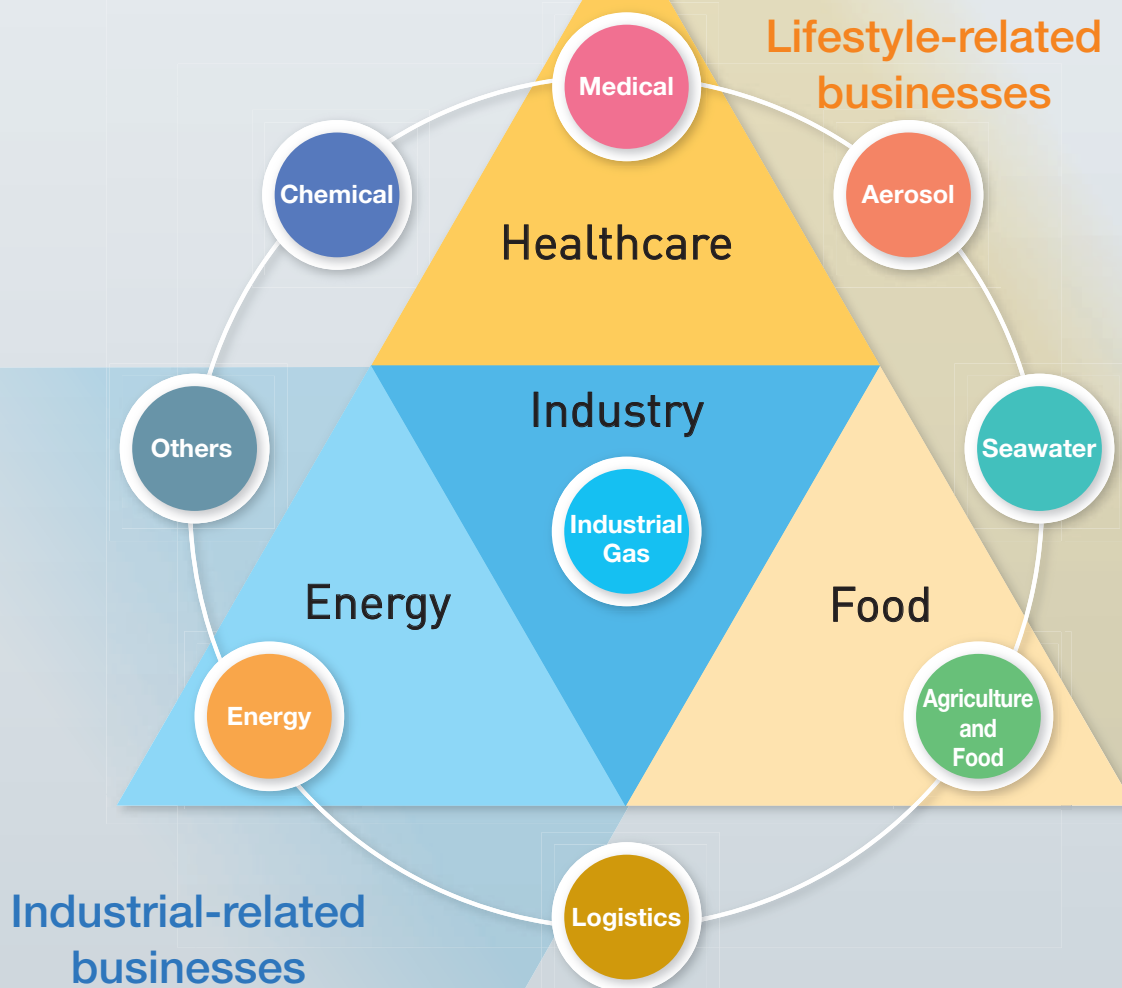 Lifestyle-related
businesses
Medical
Chemical
Aerosol
Healthcare
Industry
Others
Seawater
Industrial
Gas
Energy
Food
Energy
Agriculture
and
Food
Logistics
Industrial-related
businesses